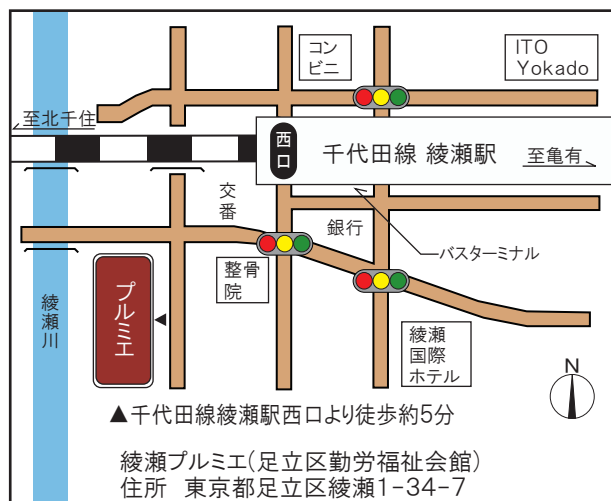 コン
ビニ
ITO
Yokado
至北千住
西口
千代田線 綾瀬駅
至亀有
交番
銀行
バスターミナル
整骨
院
プルミエ
綾瀬川
綾瀬
国際
ホテル
N
▲千代田線綾瀬駅西口より徒歩約5分
綾瀬プルミエ(足立区勤労福祉会館)
住所 東京都足立区綾瀬1-34-7